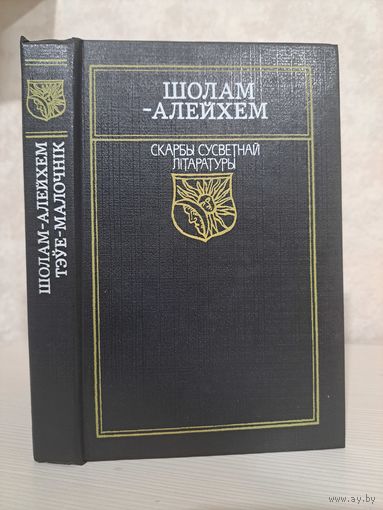 ШОЛАМ
-АЛЕЙХЕМ
СКАРБЫ СУСВЕТНАЙ
ЛІТАРАТУРЫ
ШОЛАМ-АЛЕЙХЕМ
ТЭЎЕ-МАЛОЧНІК
www.ay.by